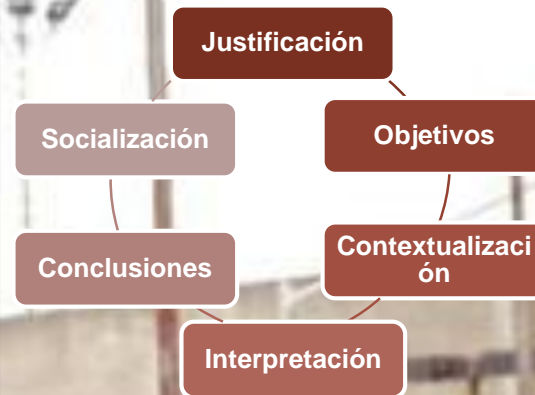 Justificación
Socialización
Objetivos
Conclusiones
Contextualizaci
ón
Interpretación